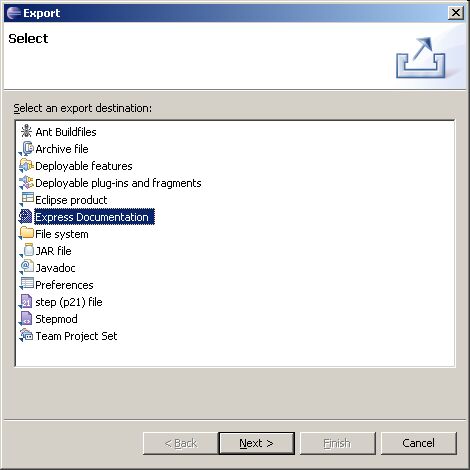 Export
Select
Select an export destination:
Ant Buildfiles
Archive file
Deployable features
Deployable plug-ins and fragments
Eclipse product
Express Documentation
File system
JAR file
Javadoc
Preferences
step (p21) file
Stepmod
Team Project Set
< Back Next > Finish Cancel